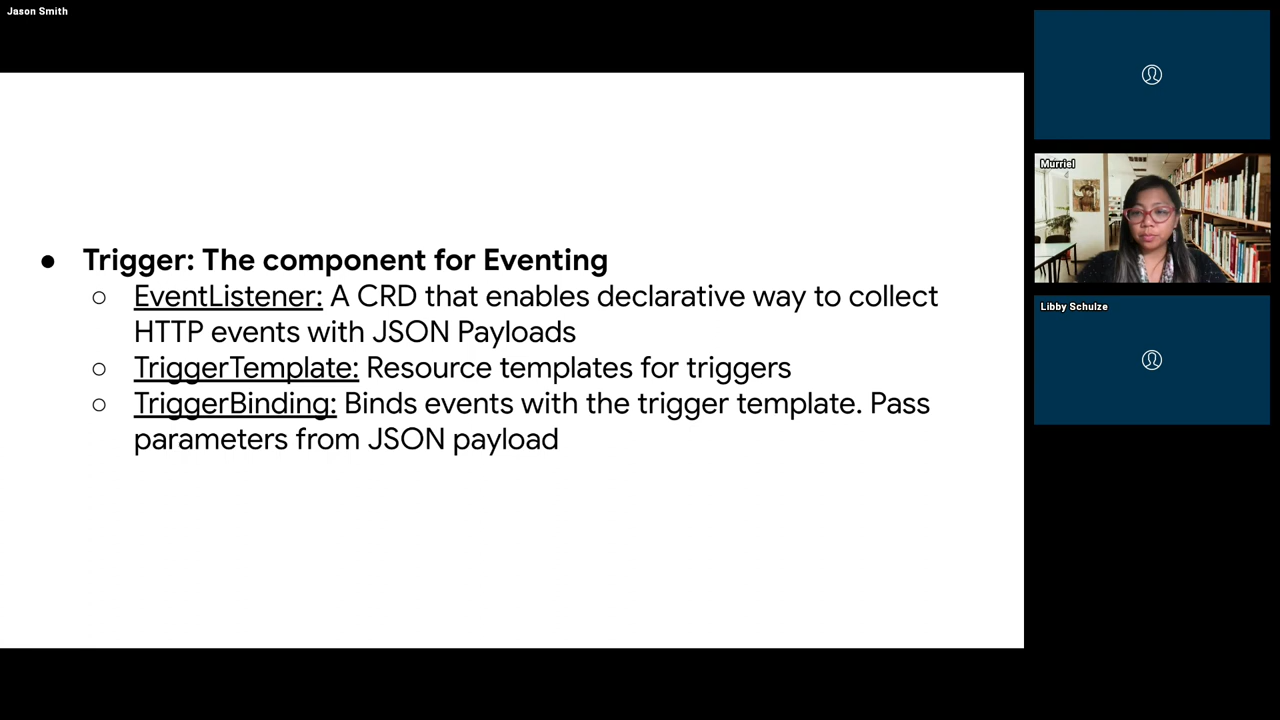 Jason Smith
● Trigger: The component for Eventing
○ EventListener: A CRD that enables declarative way to collect
HTTP events with JSON Payloads
○ TriggerTemplate: Resource templates for triggers
○ TriggerBinding: Binds events with the trigger template. Pass
parameters from JSON payload
Murriel
Libby Schulze